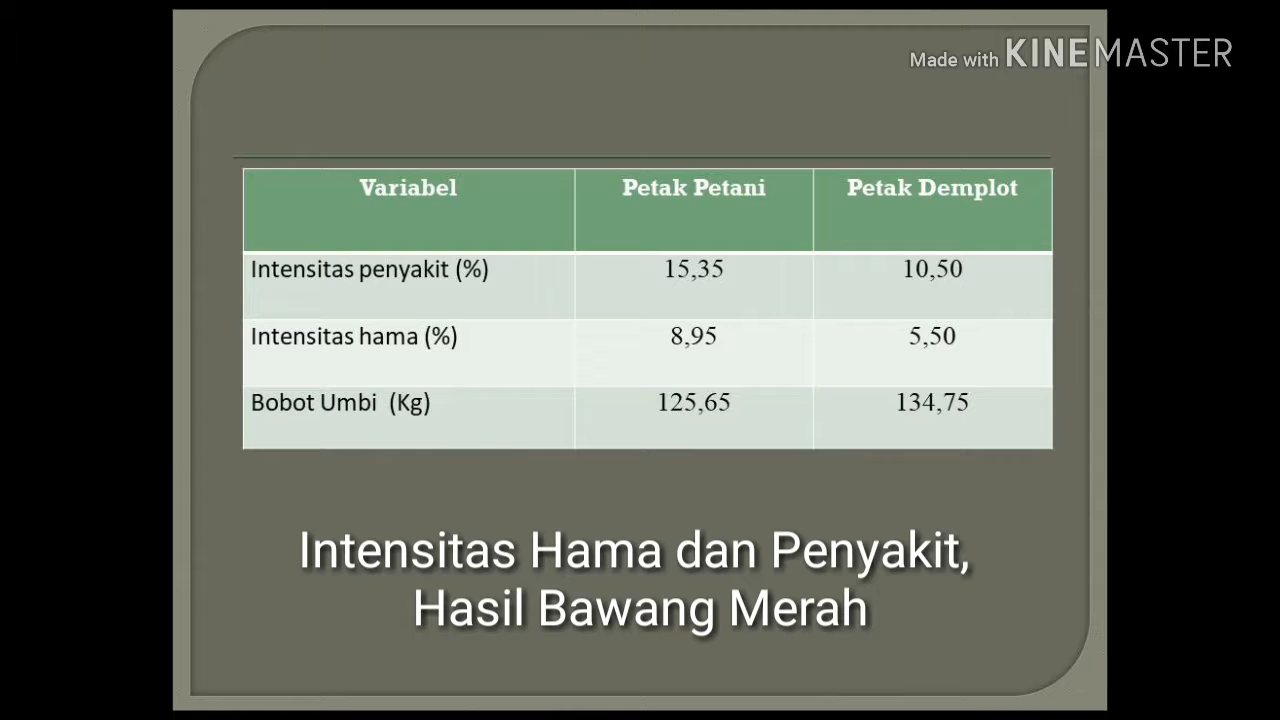 Made with KINEMASTER
Variabel Petak Petani Petak Demplot
Intensitas penyakit (%) 15,35 10,50
Intensitas hama (%) 8,95 5,50
Bobot Umbi (Kg) 125,65 134,75
Intensitas Hama dan Penyakit,
Hasil Bawang Merah